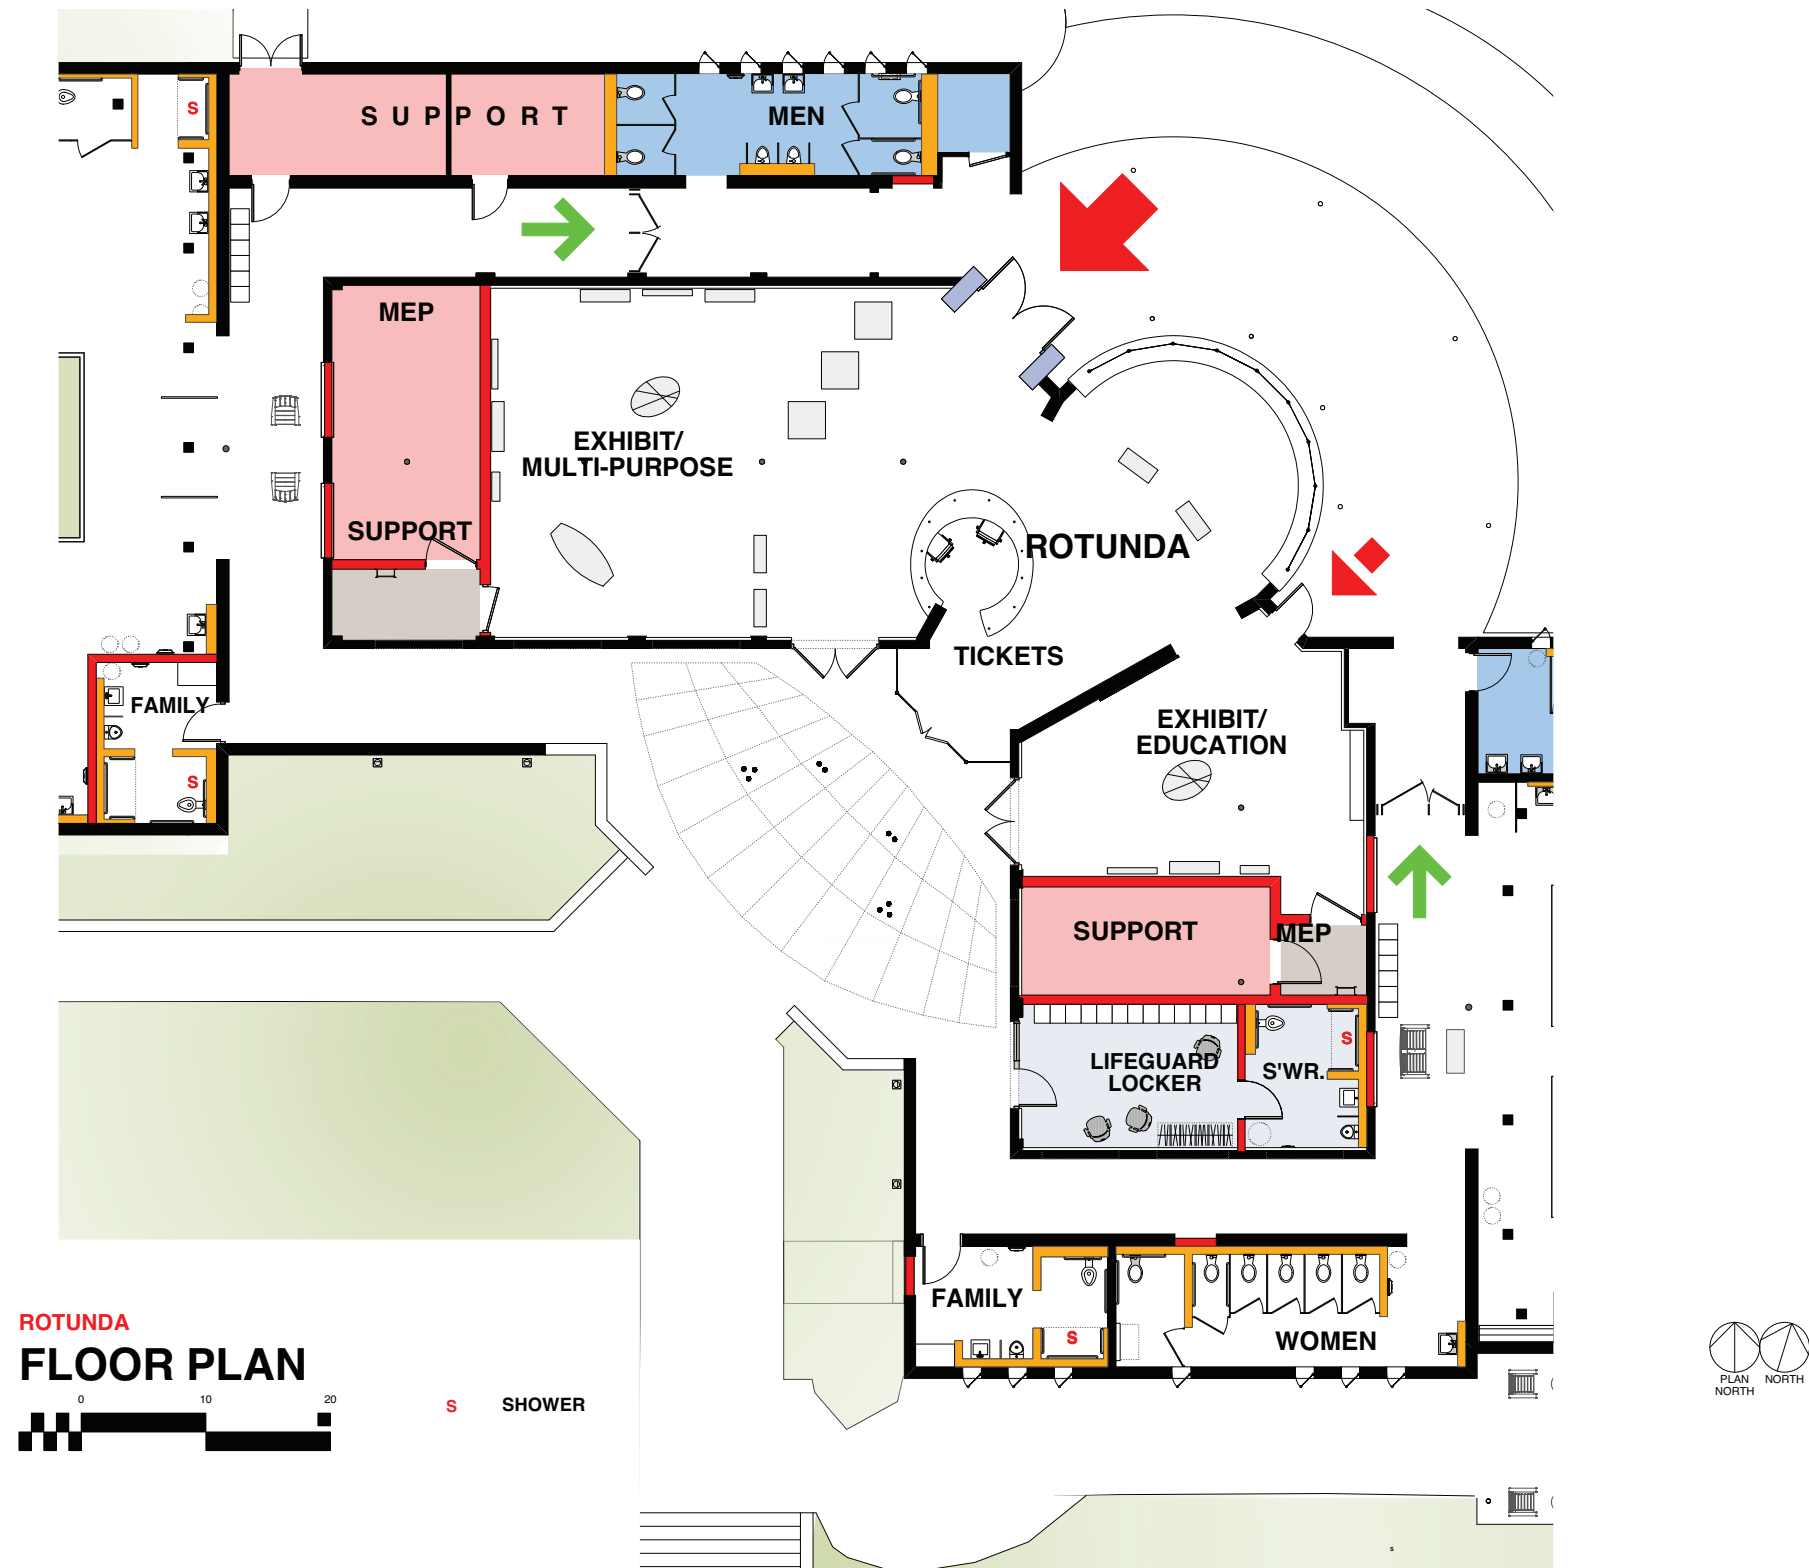 S
S U P P O R T
MEN
MEP
EXHIBIT/
MULTI-PURPOSE
SUPPORT
ROTUNDA
TICKETS
FAMILY
S
EXHIBIT/
EDUCATION
SUPPORT
MEP
LIFEGUARD
LOCKER
S'WR.
S
FAMILY
S
WOMEN
ROTUNDA
FLOOR PLAN
0 10 20
S SHOWER
PLAN
NORTH
NORTH
s